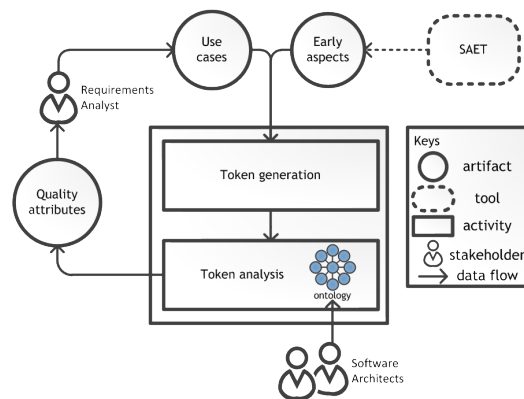 Use
cases
Early
aspects
SAET
Requirements
Analyst
Quality
attributes
Token generation
Token analysis
ontology
Software
Architects
Keys
artifact
tool
activity
stakeholder
data flow